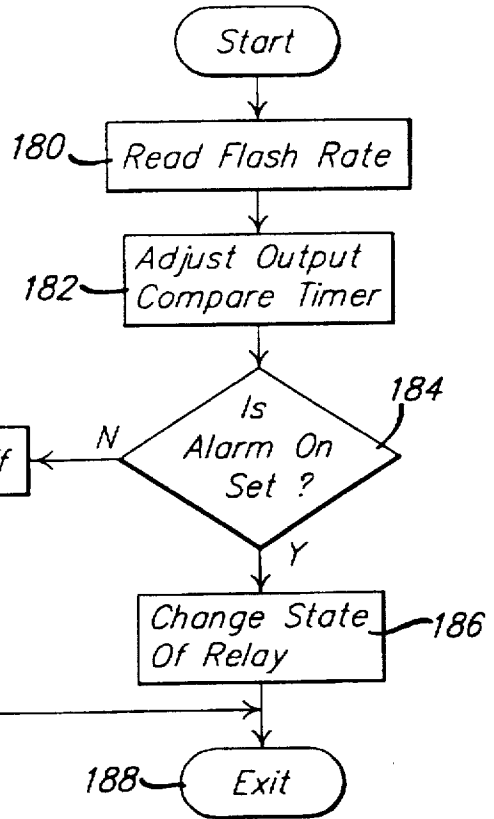 Start
180 Read Flash Rate
Adjust Output
182 Compare Timer
184
Is
N Alarm On
Set ?
Y
Change State
186
Of Relay
188 Exit